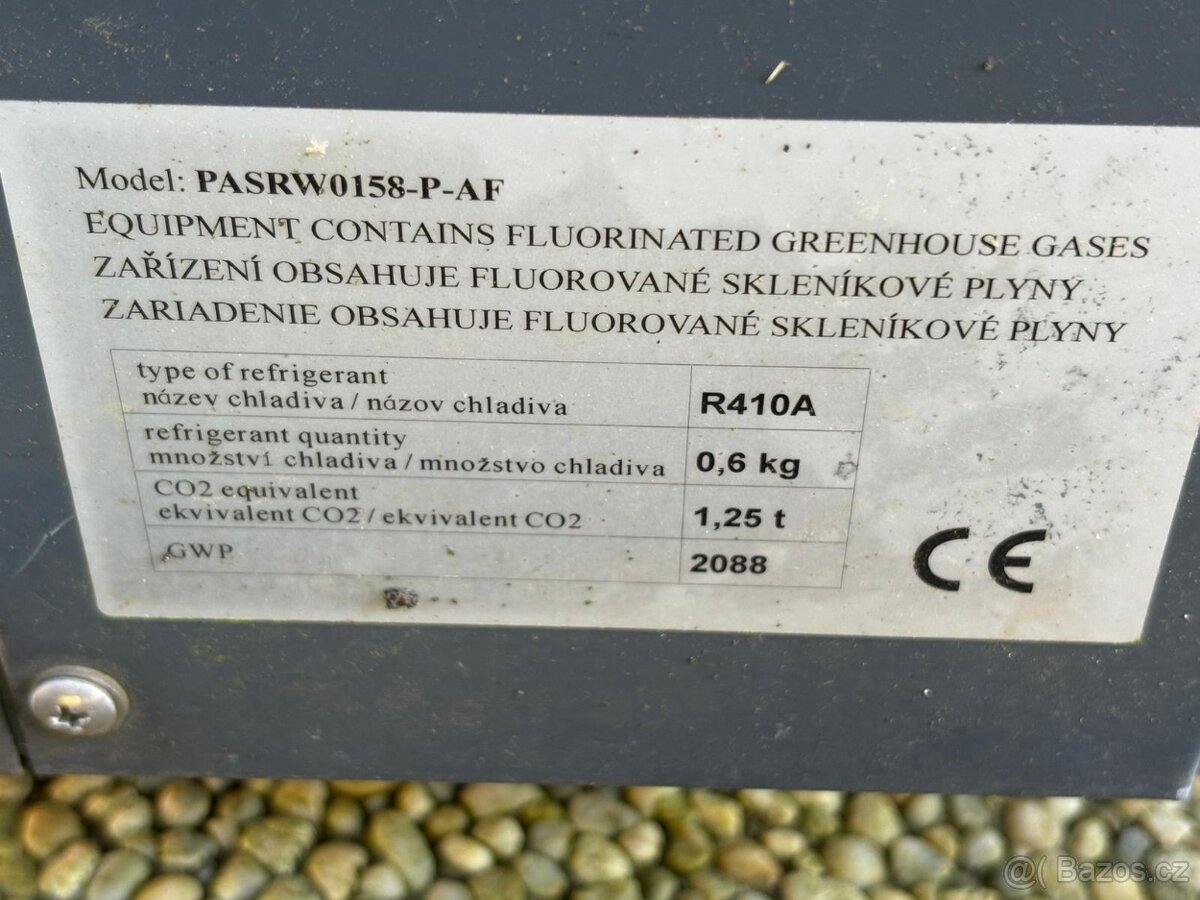 Model: PASRW0158-P-AF
EQUIPMENT CONTAINS FLUORINATED GREENHOUSE GASES
ZAŘÍZENÍ OBSAHUJE FLUOROVANÉ SKLENÍKOVÉ PLYNY
ZARIADENIE OBSAHUJE FLUOROVANÉ SKLENÍKOVÉ PLYNY
type of refrigerant
název chladiva / názov chladiva
R410A
refrigerant quantity
množství chladiva / množstvo chladiva
0,6 kg
CO2 equivalent
ekvivalent CO2 / ekvivalent CO2
1,25 t
GWP
2088
CE
@( Bazos.cz